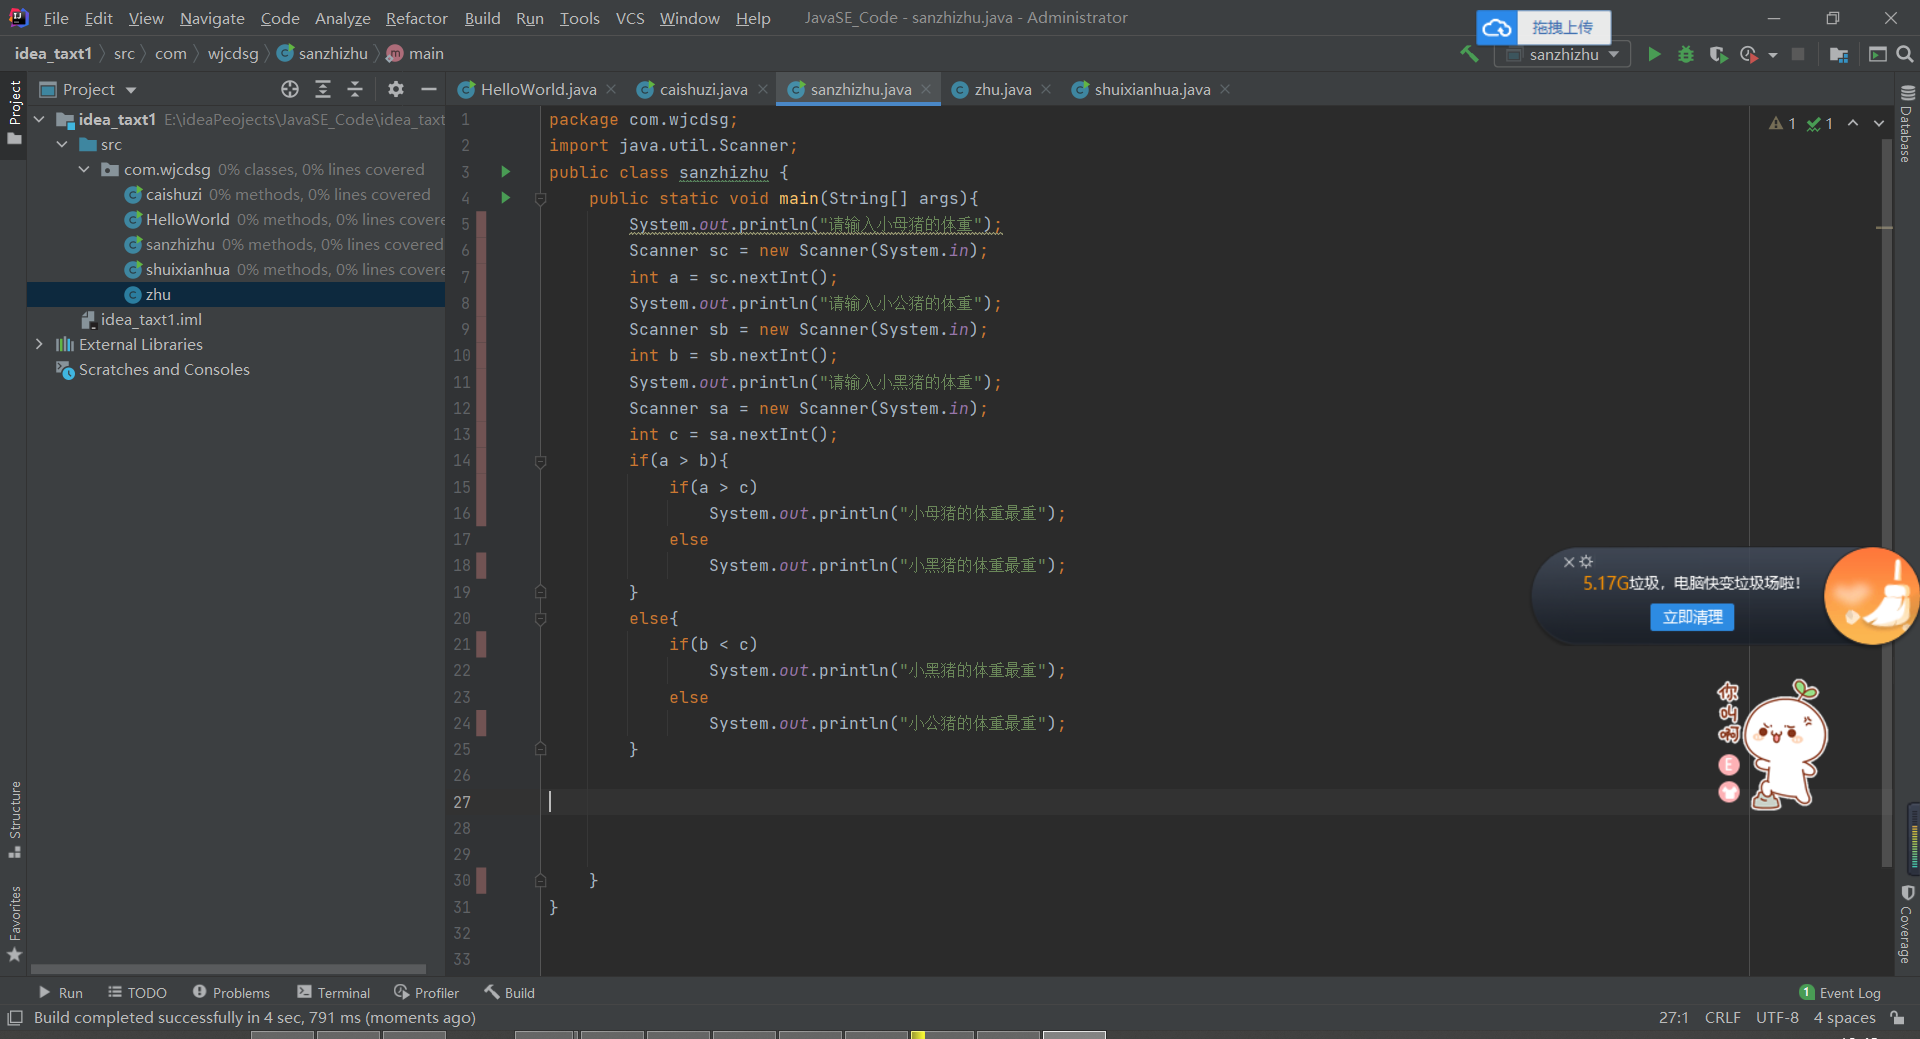 File Edit View Navigate Code Analyze Refactor Build Run Tools VCS Window Help JavaSE_Code - sanzhizhu.java - Administrator
拖拽上传
idea_taxt1 src com wjcdsg sanzhizhu main
sanzhizhu
Project
HelloWorld.java caishuzi.java sanzhizhu.java zhu.java shuixianhua.java
Project
Structure
Favorites
idea_taxt1 E:\ideaPeojects\JavaSE_Code\idea_taxt
src
com.wjcdsg 0% classes, 0% lines covered
caishuzi 0% methods, 0% lines covered
HelloWorld 0% methods, 0% lines covere
sanzhizhu 0% methods, 0% lines covered
shuixianhua 0% methods, 0% lines covere
zhu
idea_taxt1.iml
External Libraries
Scratches and Consoles
1 package com.wjcdsg;
2 import java.util.Scanner;
3 public class sanzhizhu {
4 public static void main(String[] args){
5 System.out.println("请输入小母猪的体重");
6 Scanner sc = new Scanner(System.in);
7 int a = sc.nextInt();
8 System.out.println("请输入小公猪的体重");
9 Scanner sb = new Scanner(System.in);
10 int b = sb.nextInt();
11 System.out.println("请输入小黑猪的体重");
12 Scanner sa = new Scanner(System.in);
13 int c = sa.nextInt();
14 if(a > b){
15 if(a > c)
16 System.out.println("小母猪的体重最重");
17 else
18 System.out.println("小黑猪的体重最重");
19 }
20 else{
21 if(b < c)
22 System.out.println("小黑猪的体重最重");
23 else
24 System.out.println("小公猪的体重最重");
25 }
26
27
28
29
30 }
31 }
32
33
1 1
Database
Coverage
5.17G垃圾，电脑快变垃圾场啦！
立即清理
你叫啊
E
Run TODO Problems Terminal Profiler Build
1 Event Log
Build completed successfully in 4 sec, 791 ms (moments ago)
27:1 CRLF UTF-8 4 spaces